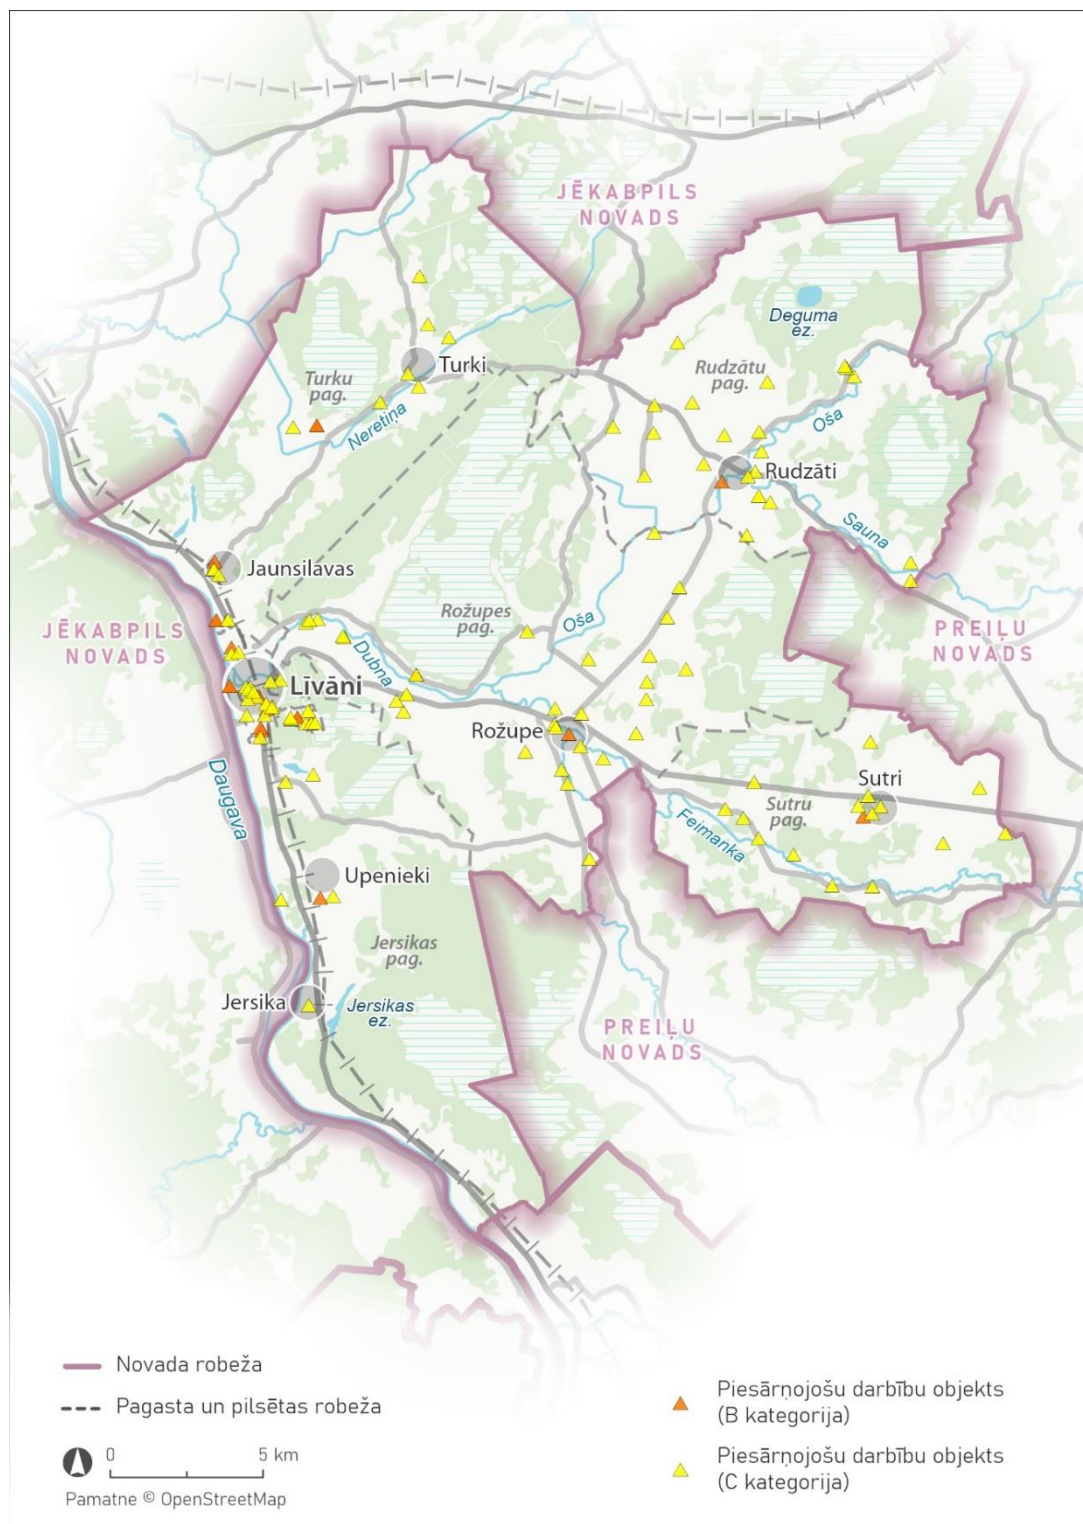 JĒKABPILS
NOVADS
Deguma
ez.
Turki
Rudzātu
pag.
Turku
pag.
Neretiņa
Oša
Rudzāti
Sauna
Jaunsilavas
Rožupes
pag.
Oša
JĒKABPILS
NOVADS
PREIĻU
NOVADS
Dubna
Līvāni
Rožupe
Daugava
Sutri
Sutru
pag.
Feimanka
Upenieki
Jersikas
pag.
Jersika
Jersikas
ez.
PREIĻU
NOVADS
Novada robeža
Pagasta un pilsētas robeža
0 5 km
Pamatne © OpenStreetMap
Piesārņojošu darbību objekts
(B kategorija)
Piesārņojošu darbību objekts
(C kategorija)